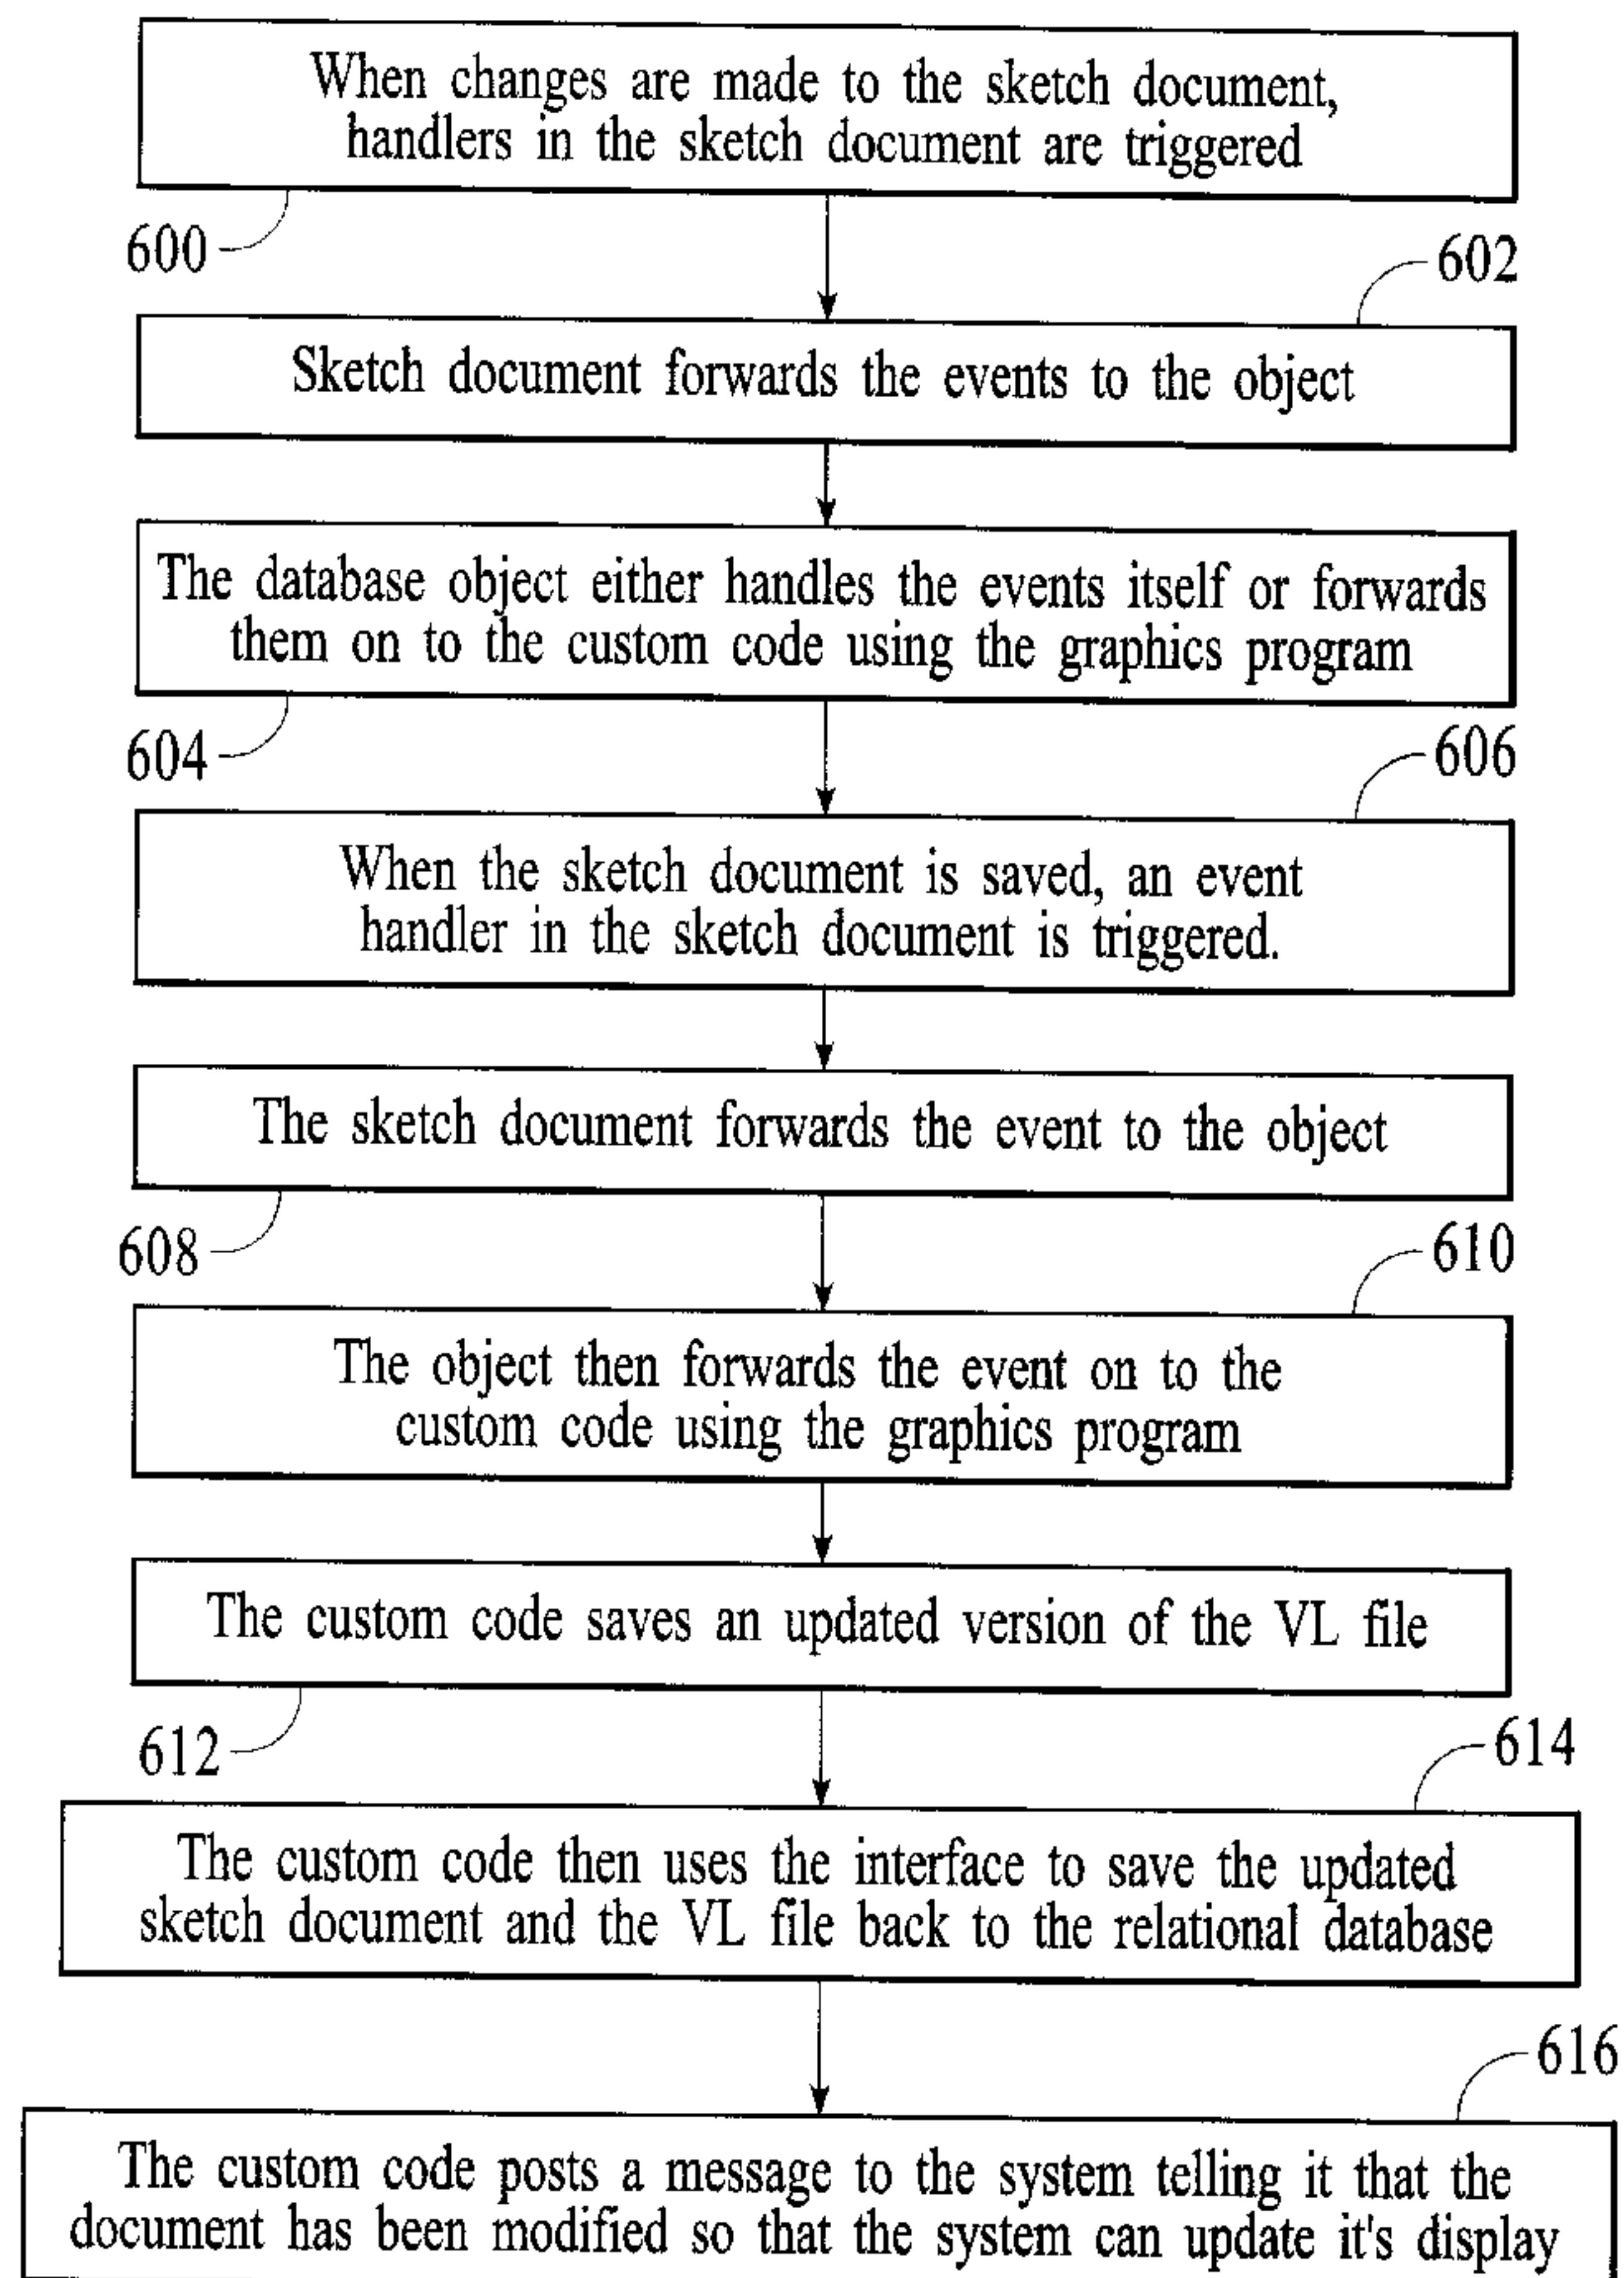 When changes are made to the sketch document,
handlers in the sketch document are triggered
600
602
Sketch document forwards the events to the object
The database object either handles the events itself or forwards
them on to the custom code using the graphics program
604
606
When the sketch document is saved, an event
handler in the sketch document is triggered.
The sketch document forwards the event to the object
608
610
The object then forwards the event on to the
custom code using the graphics program
The custom code saves an updated version of the VL file
612
614
The custom code then uses the interface to save the updated
sketch document and the VL file back to the relational database
616
The custom code posts a message to the system telling it that the
document has been modified so that the system can update it's display